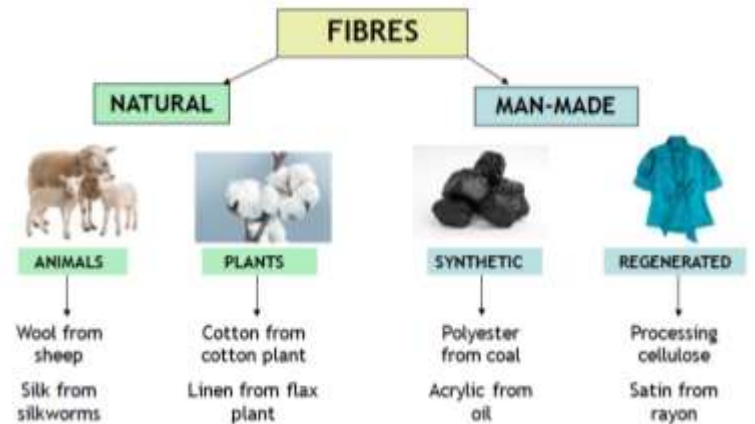 FIBRES
NATURAL
MAN-MADE
ANIMALS
PLANTS
SYNTHETIC
REGENERATED
Wool from
sheep
Silk from
silkworms
Cotton from
cotton plant
Linen from flax
plant
Polyester
from coal
Acrylic from
oil
Processing
cellulose
Satin from
rayon